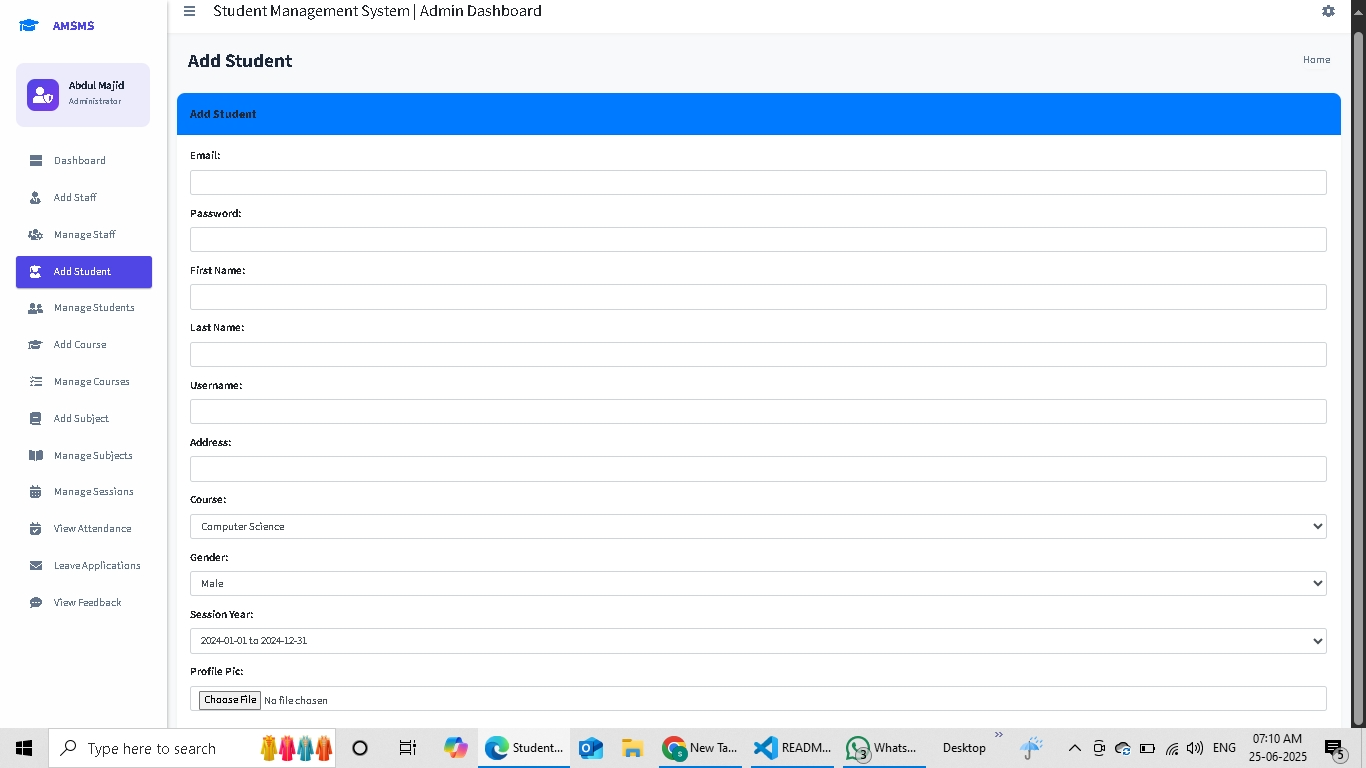 AMSMS
Student Management System | Admin Dashboard
Abdul Majid
Administrator
Dashboard
Add Staff
Manage Staff
Add Student
Manage Students
Add Course
Manage Courses
Add Subject
Manage Subjects
Manage Sessions
View Attendance
Leave Applications
View Feedback
Add Student
Home
Add Student
Email:
Password:
First Name:
Last Name:
Username:
Address:
Course:
Computer Science
Gender:
Male
Session Year:
2024-01-01 to 2024-12-31
Profile Pic:
Choose File No file chosen
Type here to search
Student...
New Ta...
READM...
3
Whats...
Desktop
»
ENG
07:10 AM
25-06-2025
5